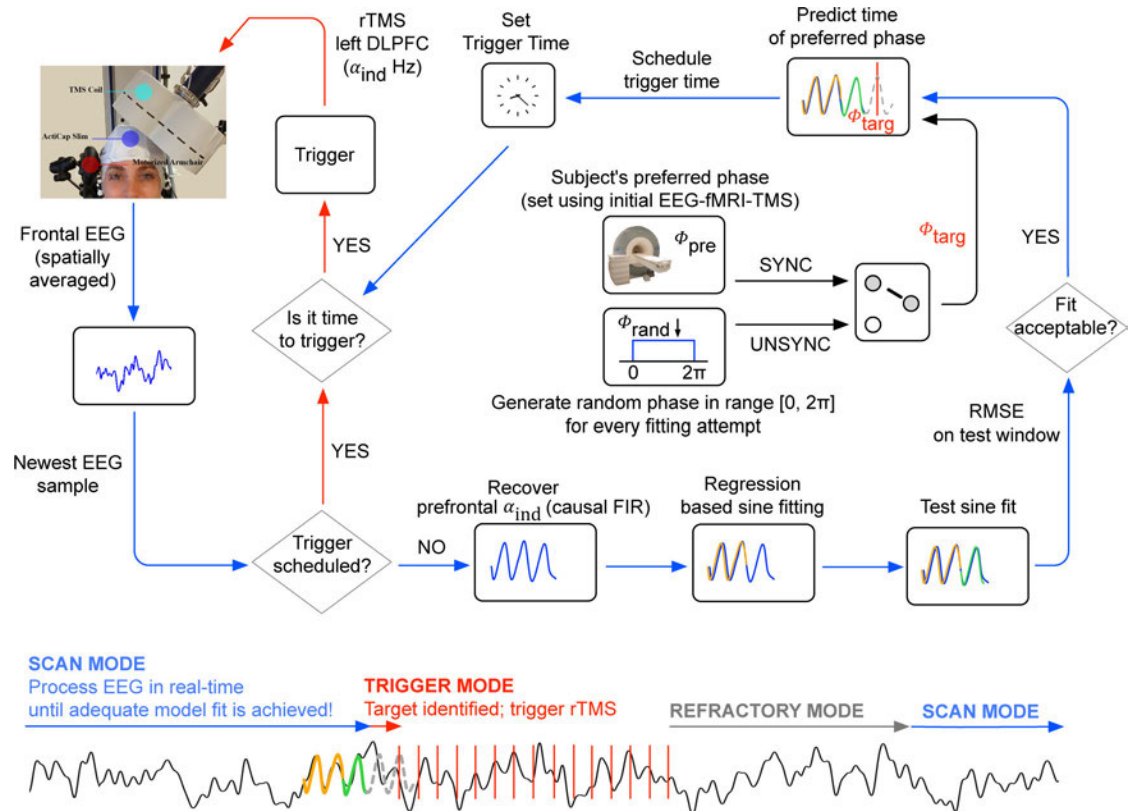 rTMS
left DLPFC
(αind Hz)
Set
Trigger Time
Schedule
trigger time
Predict time
of preferred phase
Φtarg
TMS Coil
ActiCap Slim
Motorized Armchair
Trigger
Subject's preferred phase
(set using initial EEG-fMRI-TMS)
Φpre
SYNC
Φtarg
YES
YES
Frontal EEG
(spatially
averaged)
Is it time
to trigger?
Φrand
0
2π
UNSYNC
Fit
acceptable?
Generate random phase in range [0, 2π]
for every fitting attempt
RMSE
on test window
Newest EEG
sample
YES
Trigger
scheduled?
NO
Recover
prefrontal αind (causal FIR)
Regression
based sine fitting
Test sine fit
SCAN MODE
Process EEG in real-time
until adequate model fit is achieved!
TRIGGER MODE
Target identified; trigger rTMS
REFRACTORY MODE
SCAN MODE